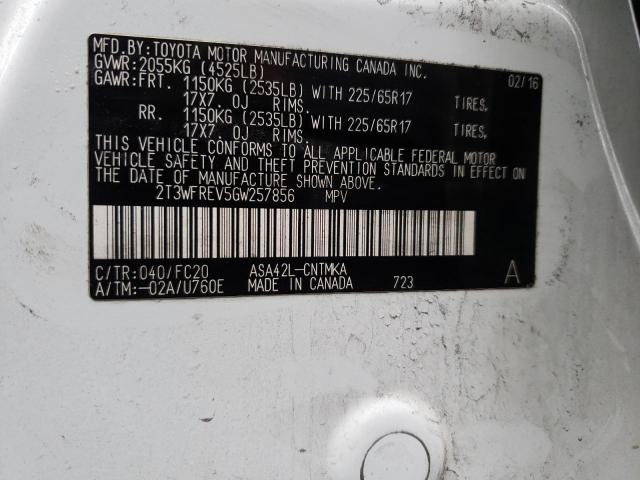 MFD.BY:TOYOTA MOTOR MANUFACTURING CANADA INC.
GVWR:2055KG (4525LB) 02/16
GAWR:FRT. 1150KG (2535LB) WITH 225/65R17 TIRES,
17X7.0J RIMS.
RR. 1150KG (2535LB) WITH 225/65R17 TIRES,
17X7.0J RIMS.
THIS VEHICLE CONFORMS TO ALL APPLICABLE FEDERAL MOTOR
VEHICLE SAFETY AND THEFT PREVENTION STANDARDS IN EFFECT ON
THE DATE OF MANUFACTURE SHOWN ABOVE.
2T3WFREV5GW257856 MPV
C/TR:040/FC20 ASA42L-CNTMKA A
A/TM:-02A/U760E MADE IN CANADA 723